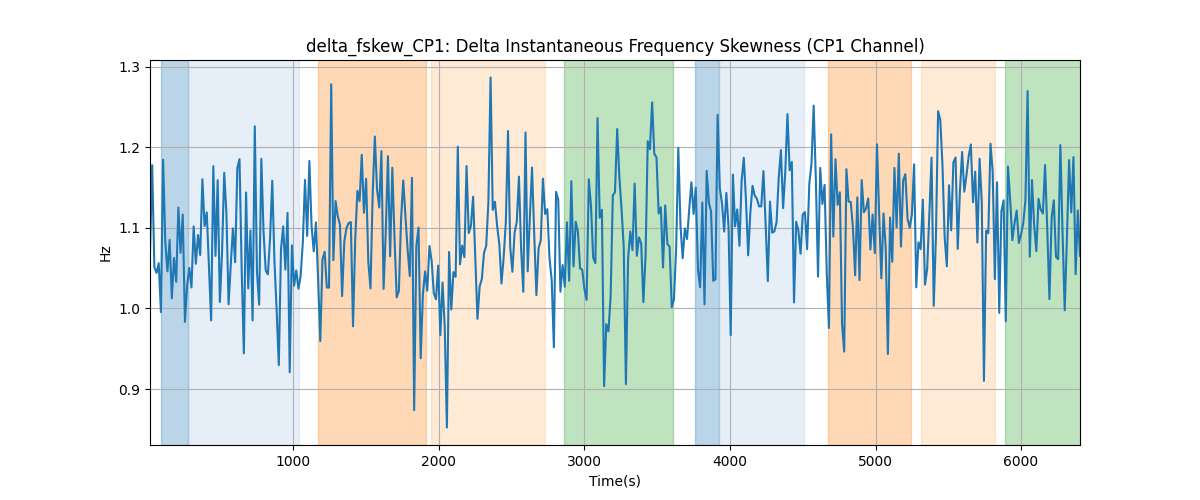 delta_fskew_CP1: Delta Instantaneous Frequency Skewness (CP1 Channel)
1.3
1.2
1.1
1.0
0.9
Hz
1000 2000 3000 4000 5000 6000
Time(s)